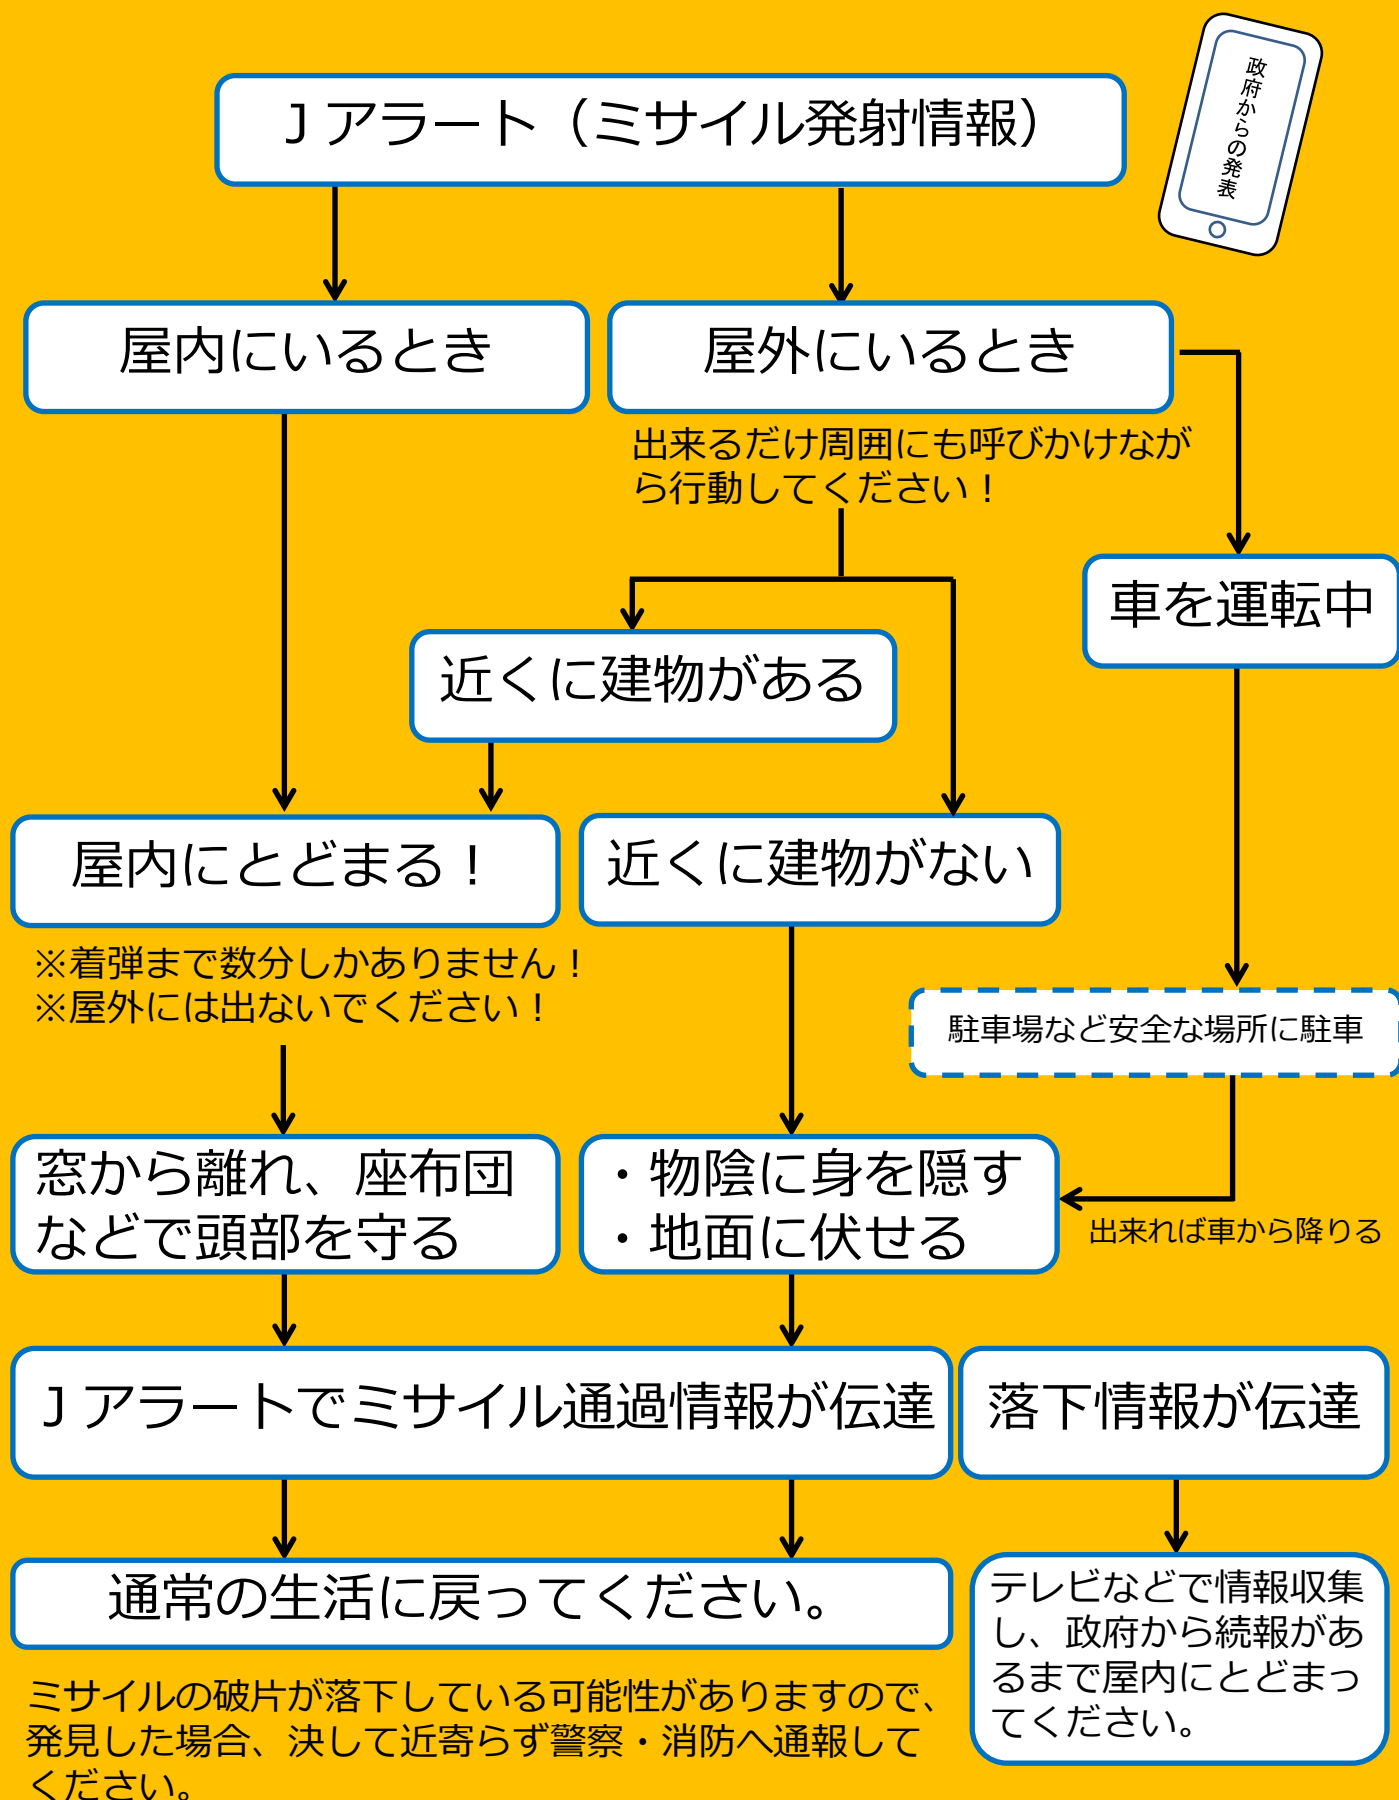 Ｊアラート（ミサイル発射情報）
政府からの発表
屋内にいるとき
屋外にいるとき
出来るだけ周囲にも呼びかけなが
ら行動してください！
車を運転中
近くに建物がある
屋内にとどまる！
近くに建物がない
※着弾まで数分しかありません！
※屋外には出ないでください！
駐車場など安全な場所に駐車
窓から離れ、座布団
などで頭部を守る
・物陰に身を隠す
・地面に伏せる
出来れば車から降りる
Ｊアラートでミサイル通過情報が伝達
落下情報が伝達
通常の生活に戻ってください。
テレビなどで情報収集
し、政府から続報があ
るまで屋内にとどまっ
てください。
ミサイルの破片が落下している可能性がありますので、
発見した場合、決して近寄らず警察・消防へ通報して
ください。